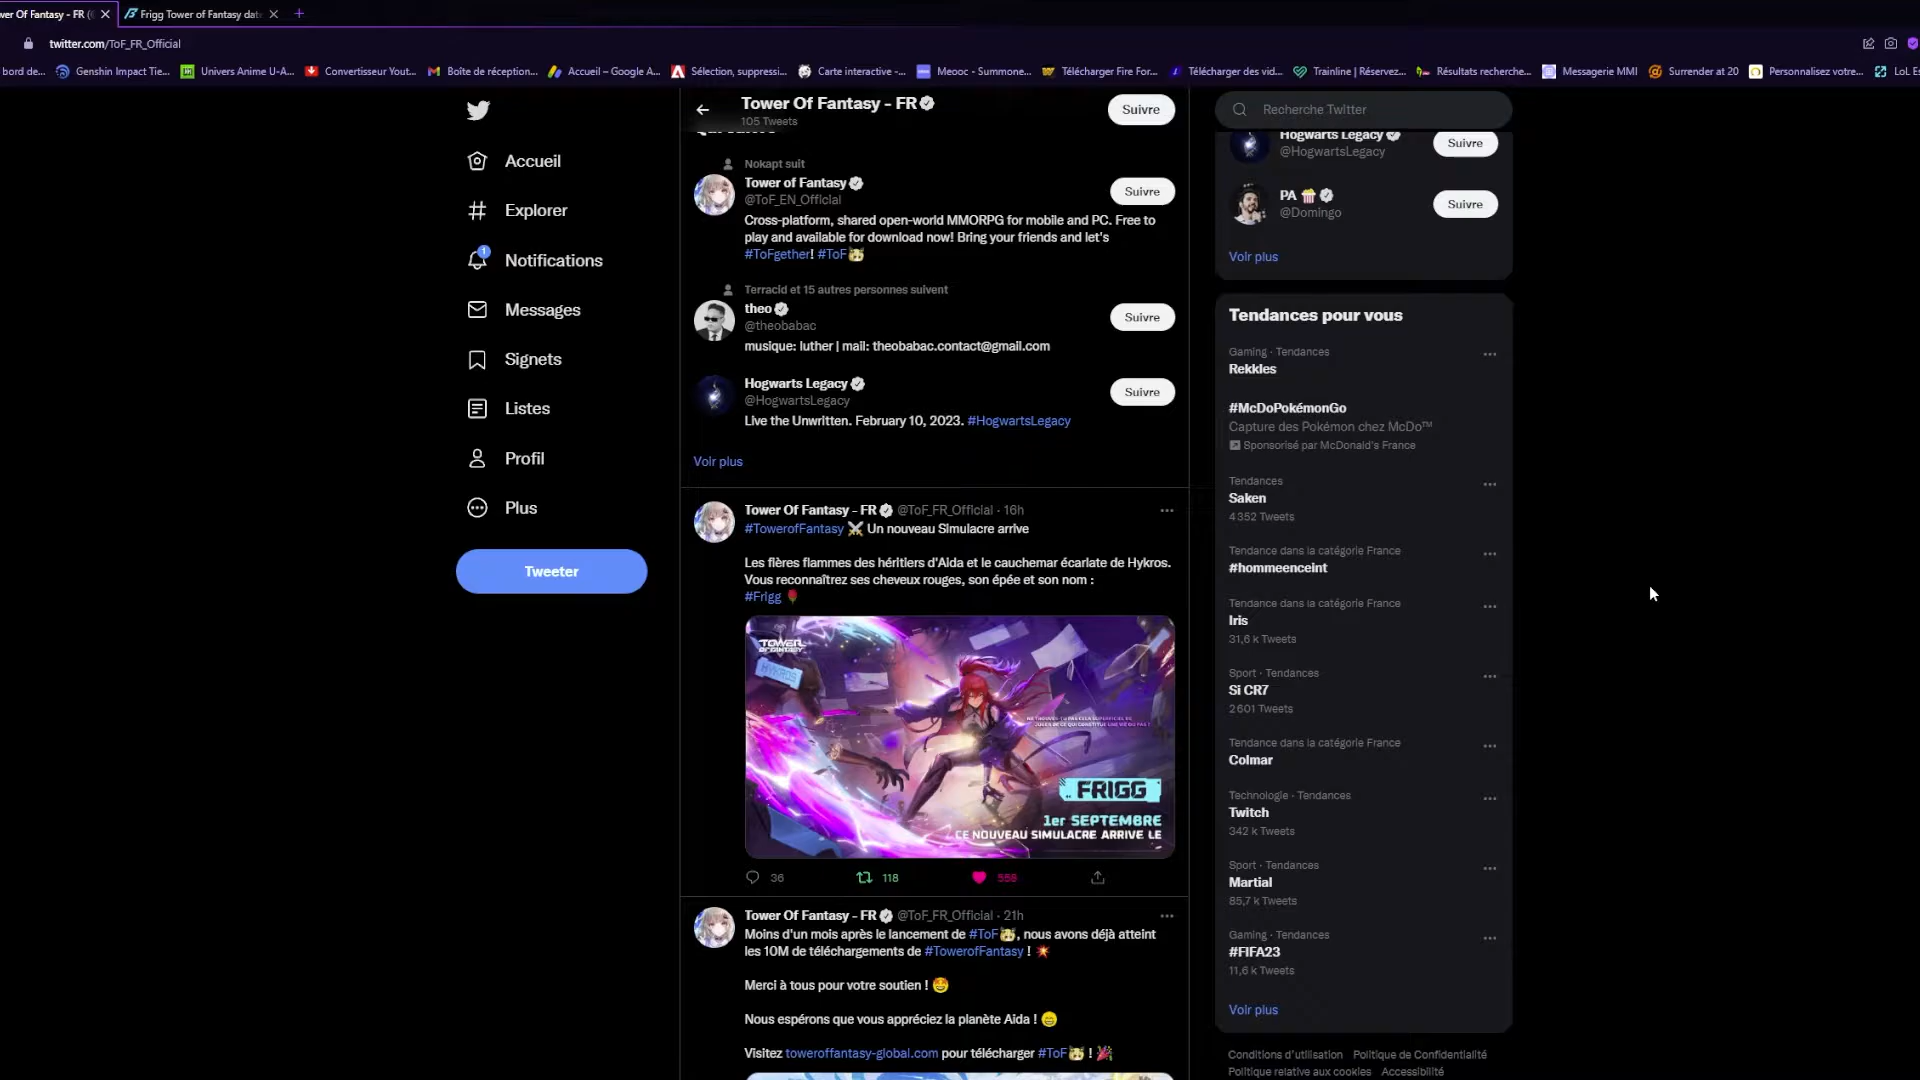 wer Of Fantasy - FR (
Frigg Tower of Fantasy dat
twitter.com/ToF_FR_Official
bord de...
Genshin Impact Tie...
Univers Anime U-A...
Convertisseur Yout...
Boîte de réception...
Accueil – Google A...
Sélection, suppressi...
Carte interactive -...
Meooc - Summone...
Télécharger Fire For...
Télécharger des vid...
Trainline | Réservez...
Résultats recherche...
Messagerie MMI
Surrender at 20
Personnalisez votre...
LoL Es
Accueil
Explorer
1
Notifications
Messages
Signets
Listes
Profil
Plus
Tweeter
Tower Of Fantasy - FR
105 Tweets
Suivre
Nokapt suit
Tower of Fantasy
@ToF_EN_Official
Suivre
Cross-platform, shared open-world MMORPG for mobile and PC. Free to
play and available for download now! Bring your friends and let's
#ToFgether! #ToF
Terracid et 15 autres personnes suivent
theo
@theobabac
Suivre
musique: luther | mail: theobabac.contact@gmail.com
Hogwarts Legacy
@HogwartsLegacy
Suivre
Live the Unwritten. February 10, 2023. #HogwartsLegacy
Voir plus
Tower Of Fantasy - FR @ToF_FR_Official · 16h
#TowerofFantasy ⚔️ Un nouveau Simulacre arrive
Les fières flammes des héritiers d'Aida et le cauchemar écarlate de Hykros.
Vous reconnaîtrez ses cheveux rouges, son épée et son nom :
#Frigg 🌹
TOWER
OF FANTASY
HYKROS
FRIGG
1er SEPTEMBRE
CE NOUVEAU SIMULACRE ARRIVE LE
36
118
556
Tower Of Fantasy - FR @ToF_FR_Official · 21h
Moins d'un mois après le lancement de #ToF, nous avons déjà atteint
les 10M de téléchargements de #TowerofFantasy ! 💥
Merci à tous pour votre soutien ! 🤩
Nous espérons que vous appréciez la planète Aida ! 😁
Visitez toweroffantasy-global.com pour télécharger #ToF ! 🎉
Recherche Twitter
Hogwarts Legacy
@HogwartsLegacy
Suivre
PA 🍿
@Domingo
Suivre
Voir plus
Tendances pour vous
Gaming · Tendances
Rekkles
#McDoPokémonGo
Capture des Pokémon chez McDo™
Sponsorisé par McDonald's France
Tendances
Saken
4 352 Tweets
Tendance dans la catégorie France
#hommeenceint
Tendance dans la catégorie France
Iris
31,6 k Tweets
Sport · Tendances
Si CR7
2 601 Tweets
Tendance dans la catégorie France
Colmar
Technologie · Tendances
Twitch
342 k Tweets
Sport · Tendances
Martial
85,7 k Tweets
Gaming · Tendances
#FIFA23
11,6 k Tweets
Voir plus
Conditions d'utilisation Politique de Confidentialité
Politique relative aux cookies Accessibilité